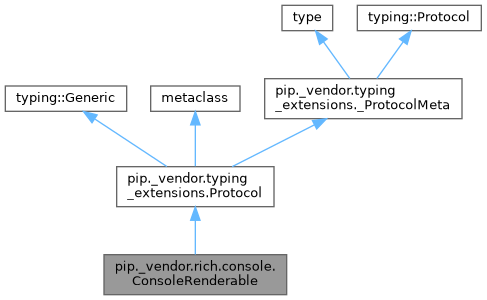 type
typing::Protocol
typing::Generic
metaclass
pip._vendor.typing
_extensions._ProtocolMeta
pip._vendor.typing
_extensions.Protocol
pip._vendor.rich.console.
ConsoleRenderable